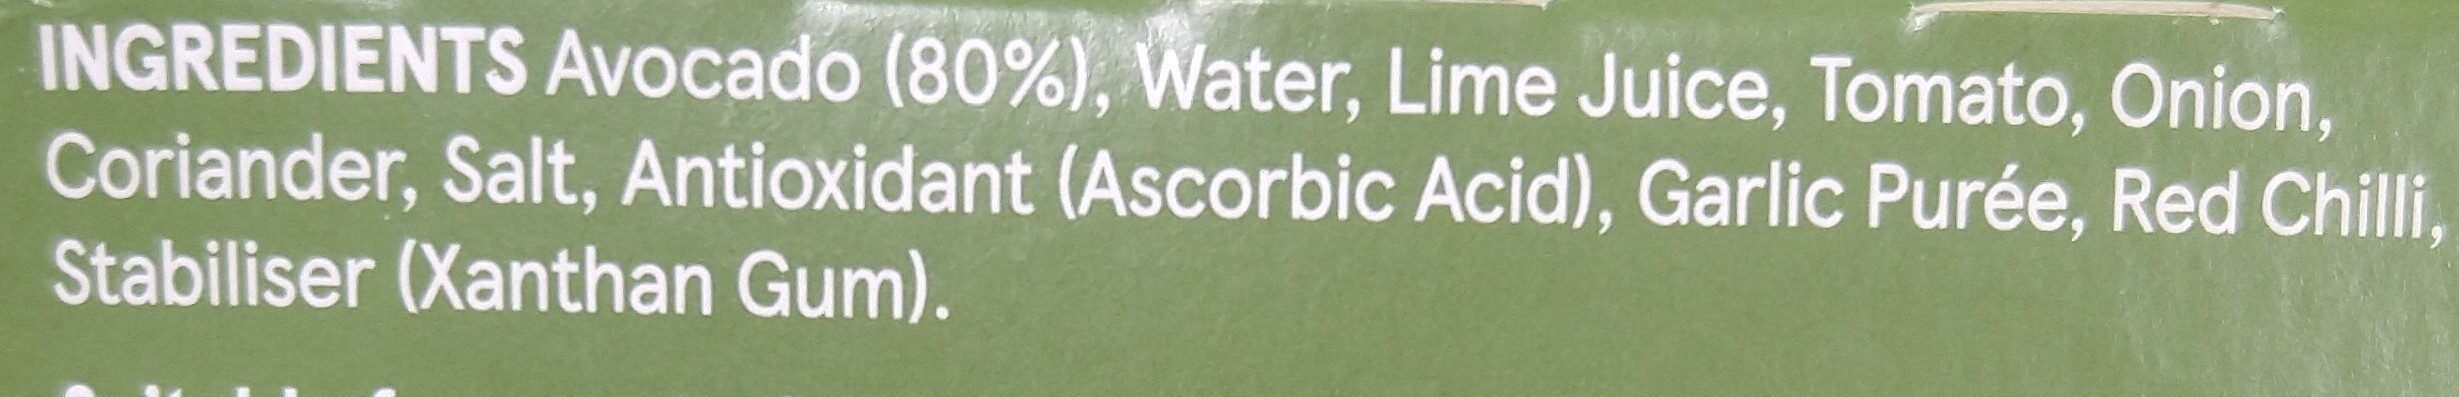 INGREDIENTS Avocado (80%), Water, Lime Juice, Tomato, Onion,
Coriander, Salt, Antioxidant (Ascorbic Acid), Garlic Purée, Red Chilli,
Stabiliser (Xanthan Gum).